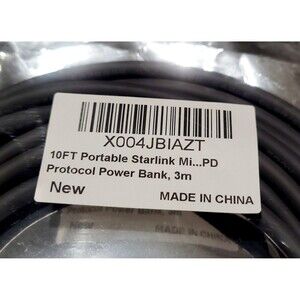 X004JBIAZT
10FT Portable Starlink Mi...PD
Protocol Power Bank, 3m
New
MADE IN CHINA